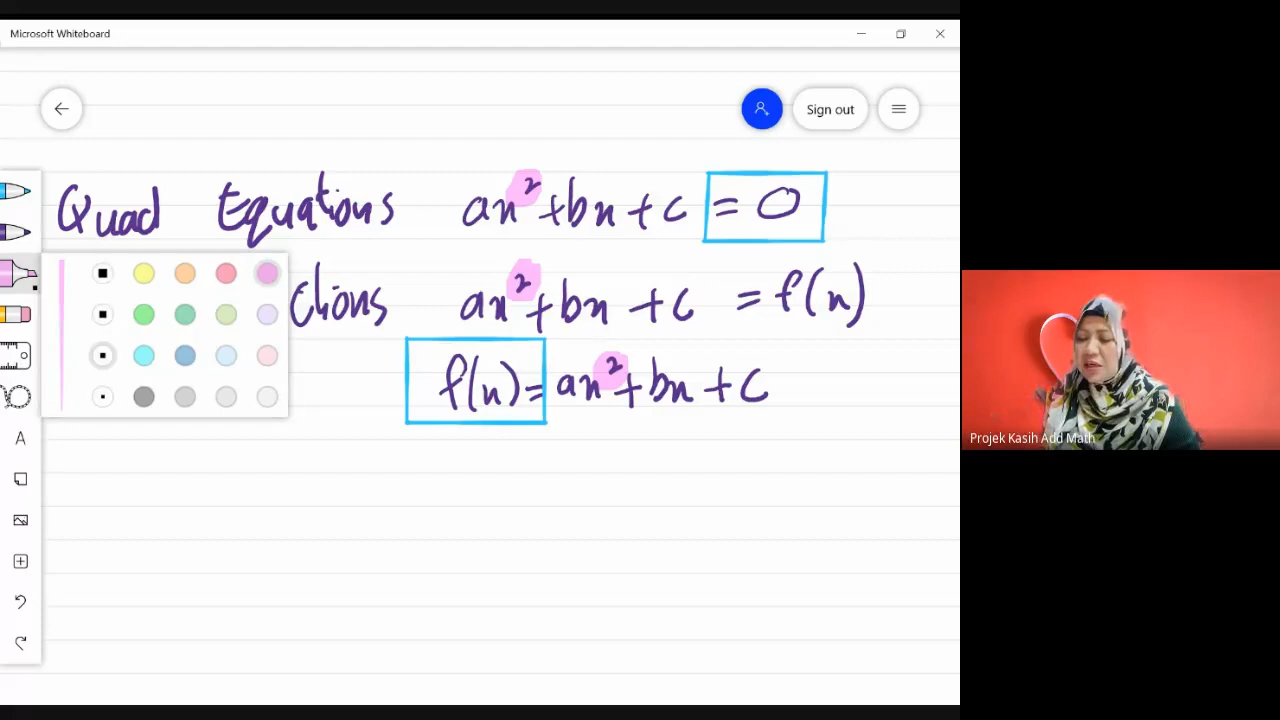 Microsoft Whiteboard
Sign out
Quad Equations ax²+bx+c = 0
ctions ax²+bx+c = f(x)
f(x)= ax²+bx+c
A
Projek Kasih Add Math